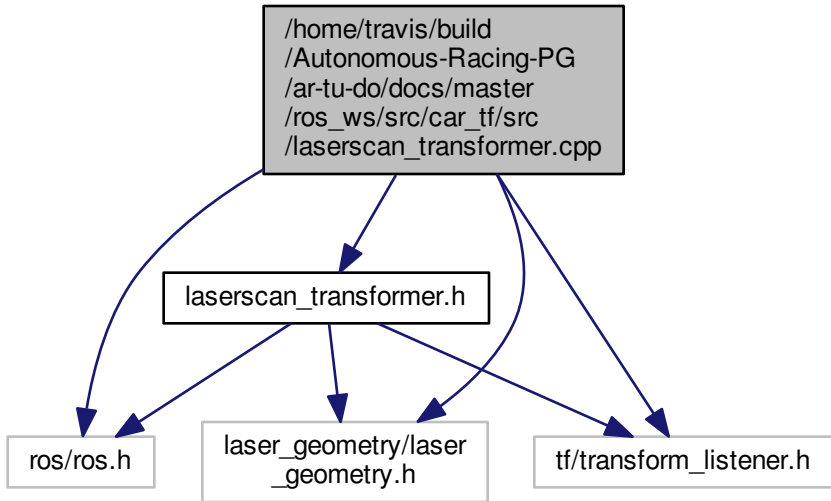 /home/travis/build
/Autonomous-Racing-PG
/ar-tu-do/docs/master
/ros_ws/src/car_tf/src
/laserscan_transformer.cpp
laserscan_transformer.h
ros/ros.h
laser_geometry/laser
_geometry.h
tf/transform_listener.h